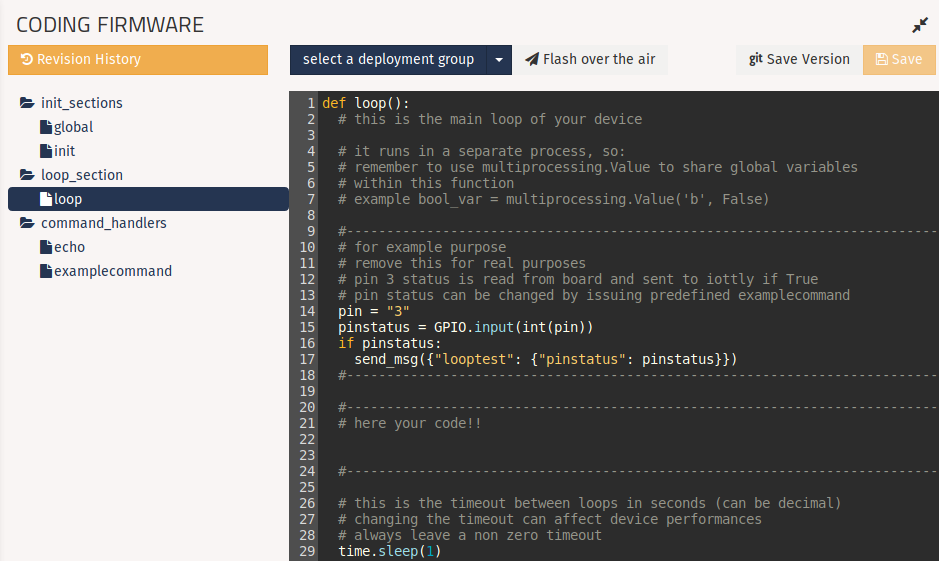 CODING FIRMWARE
Revision History
select a deployment group
Flash over the air
git Save Version
Save
init_sections
global
init
loop_section
loop
command_handlers
echo
examplecommand
1 def loop():
2 # this is the main loop of your device
3
4 # it runs in a separate process, so:
5 # remember to use multiprocessing.Value to share global variables
6 # within this function
7 # example bool_var = multiprocessing.Value('b', False)
8
9 #--------------------------------------------------------------------------
10 # for example purpose
11 # remove this for real purposes
12 # pin 3 status is read from board and sent to iottly if True
13 # pin status can be changed by issuing predefined examplecommand
14 pin = "3"
15 pinstatus = GPIO.input(int(pin))
16 if pinstatus:
17 send_msg({"looptest": {"pinstatus": pinstatus}})
18 #--------------------------------------------------------------------------
19
20 #--------------------------------------------------------------------------
21 # here your code!!
22
23
24 #--------------------------------------------------------------------------
25
26 # this is the timeout between loops in seconds (can be decimal)
27 # changing the timeout can affect device performances
28 # always leave a non zero timeout
29 time.sleep(1)